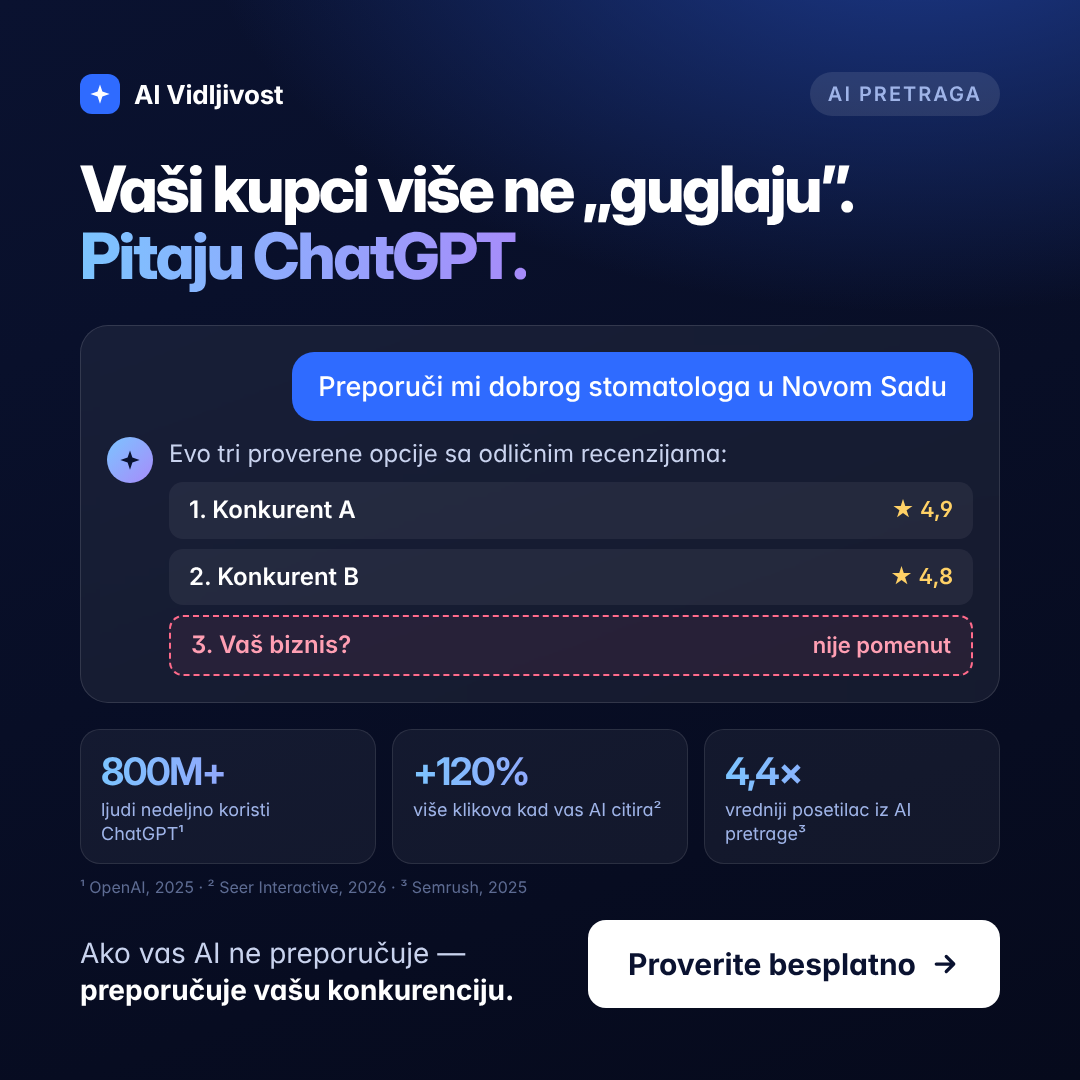 AI Vidljivost
AI PRETRAGA
Vaši kupci više ne „guglaju”.
Pitaju ChatGPT.
Preporuči mi dobrog stomatologa u Novom Sadu
Evo tri proverene opcije sa odličnim recenzijama:
1. Konkurent A ★ 4,9
2. Konkurent B ★ 4,8
3. Vaš biznis? nije pomenut
800M+
ljudi nedeljno koristi
ChatGPT¹
+120%
više klikova kad vas AI citira²
4,4×
vredniji posetilac iz AI
pretrage³
¹ OpenAI, 2025 · ² Seer Interactive, 2026 · ³ Semrush, 2025
Ako vas AI ne preporučuje —
preporučuje vašu konkurenciju.
Proverite besplatno →